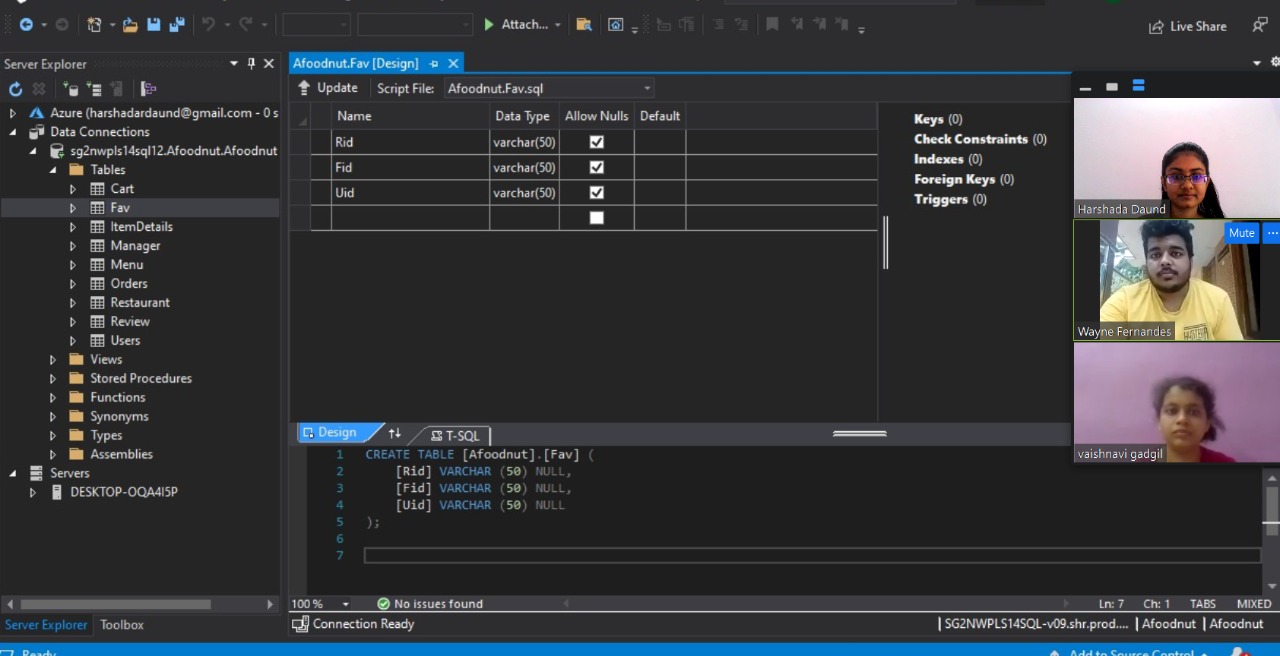 Attach...
Live Share
Server Explorer
Azure (harshadardaund@gmail.com - 0 s
Data Connections
sg2nwpls14sql12.Afoodnut.Afoodnut
Tables
Cart
Fav
ItemDetails
Manager
Menu
Orders
Restaurant
Review
Users
Views
Stored Procedures
Functions
Synonyms
Types
Assemblies
Servers
DESKTOP-OQA4I5P
Server Explorer
Toolbox
Afoodnut.Fav [Design]
Update
Script File:
Afoodnut.Fav.sql
Name Data Type Allow Nulls Default
Rid varchar(50)
Fid varchar(50)
Uid varchar(50)
Keys (0)
Check Constraints (0)
Indexes (0)
Foreign Keys (0)
Triggers (0)
Harshada Daund
Mute
Wayne Fernandes
vaishnavi gadgil
Design
T-SQL
1 CREATE TABLE [Afoodnut].[Fav] (
2 [Rid] VARCHAR (50) NULL,
3 [Fid] VARCHAR (50) NULL,
4 [Uid] VARCHAR (50) NULL
5 );
6
7
100 %
No issues found
Ln: 7 Ch: 1 TABS MIXED
Connection Ready
SG2NWPLS14SQL-v09.shr.prod.... | Afoodnut | Afoodnut
Ready
Add to Source Control